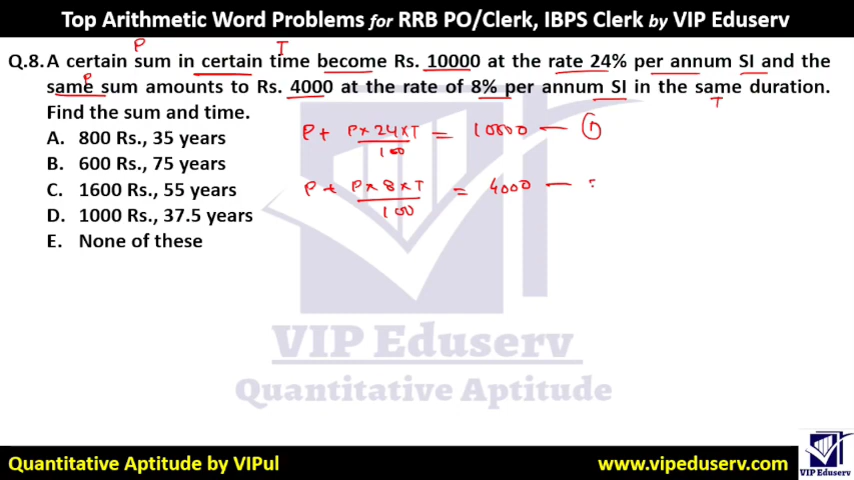 Top Arithmetic Word Problems for RRB PO/Clerk, IBPS Clerk by VIP Eduserv
P T
Q.8. A certain sum in certain time become Rs. 10000 at the rate 24% per annum SI and the
P
same sum amounts to Rs. 4000 at the rate of 8% per annum SI in the same duration.
T
Find the sum and time.
P + P×24×T/100 = 10000 — ①
A. 800 Rs., 35 years
B. 600 Rs., 75 years
P + P×8×T/100 = 4000 —
C. 1600 Rs., 55 years
D. 1000 Rs., 37.5 years
E. None of these
VIP Eduserv
Quantitative Aptitude
Quantitative Aptitude by VIPul
www.vipeduserv.com
VIP Eduserv